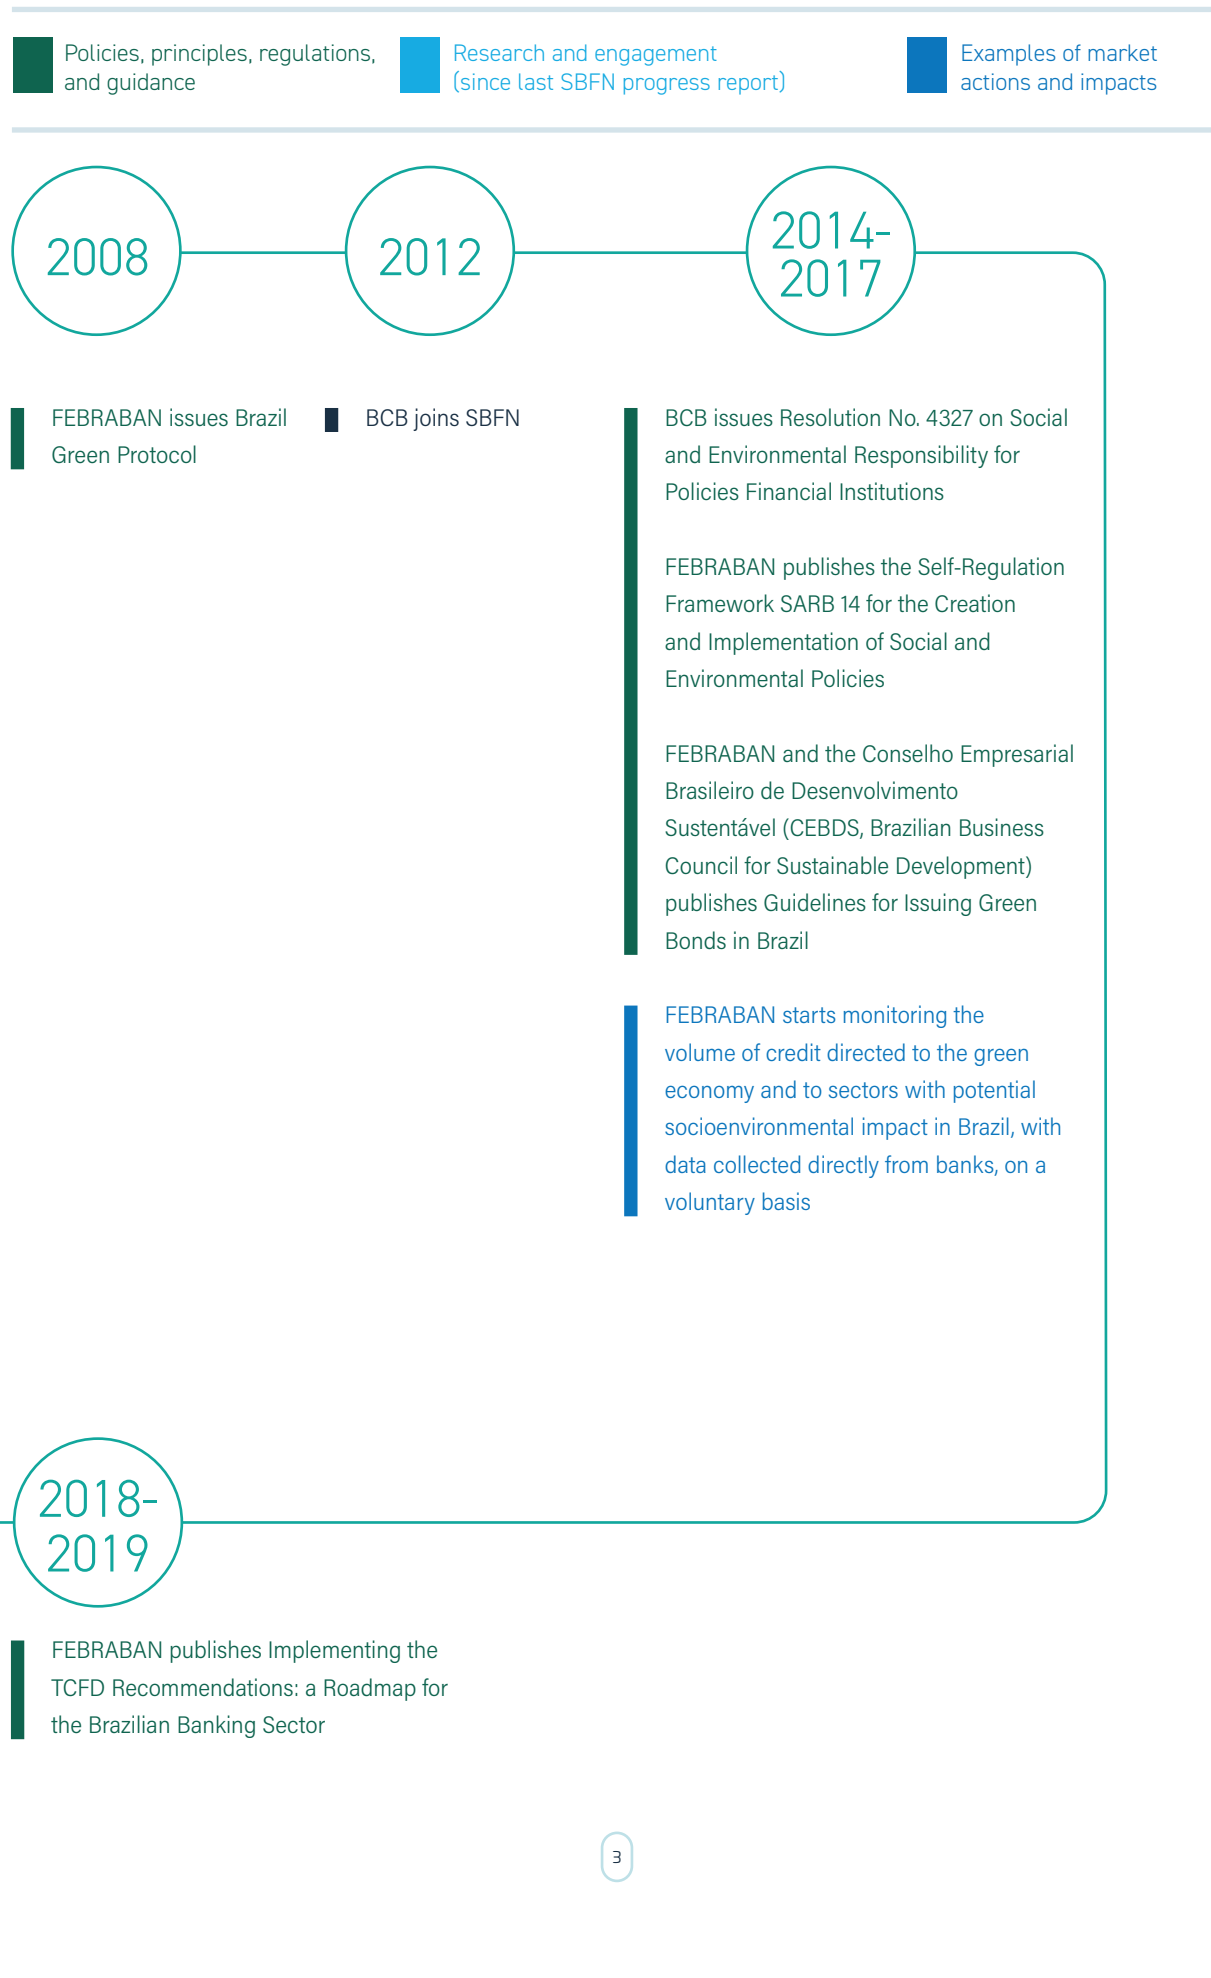 Policies, principles, regulations,
and guidance
Research and engagement
(since last SBFN progress report)
Examples of market
actions and impacts
2008
2012
2014-
2017
FEBRABAN issues Brazil
Green Protocol
BCB joins SBFN
BCB issues Resolution No. 4327 on Social
and Environmental Responsibility for
Policies Financial Institutions
FEBRABAN publishes the Self-Regulation
Framework SARB 14 for the Creation
and Implementation of Social and
Environmental Policies
FEBRABAN and the Conselho Empresarial
Brasileiro de Desenvolvimento
Sustentável (CEBDS, Brazilian Business
Council for Sustainable Development)
publishes Guidelines for Issuing Green
Bonds in Brazil
FEBRABAN starts monitoring the
volume of credit directed to the green
economy and to sectors with potential
socioenvironmental impact in Brazil, with
data collected directly from banks, on a
voluntary basis
2018-
2019
FEBRABAN publishes Implementing the
TCFD Recommendations: a Roadmap for
the Brazilian Banking Sector
3